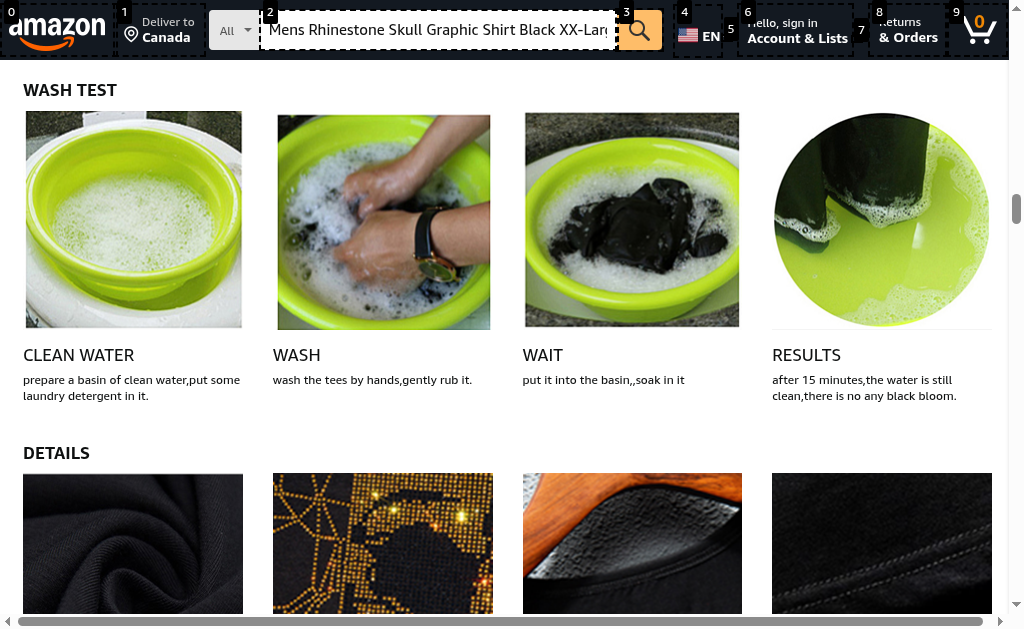 amazon
Deliver to
Canada
All
Mens Rhinestone Skull Graphic Shirt Black XX-Lar
EN
Hello, sign in
Account & Lists
Returns
& Orders
0
0
1
2
3
4
5
6
7
8
9
WASH TEST
CLEAN WATER
prepare a basin of clean water,put some
laundry detergent in it.
WASH
wash the tees by hands,gently rub it.
WAIT
put it into the basin,,soak in it
RESULTS
after 15 minutes,the water is still
clean,there is no any black bloom.
DETAILS